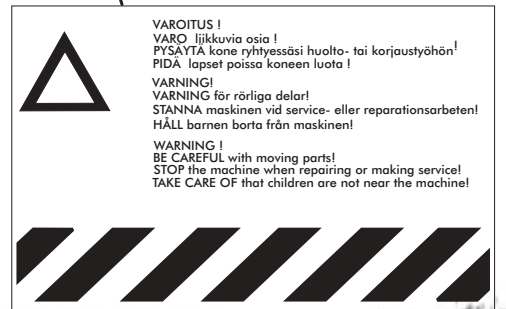 VAROITUS !
VARO liikkuvia osia !
PYSÄYTÄ kone ryhtyessäsi huolto- tai korjaustyöhön!
PIDÄ lapset poissa koneen luota !
VARNING!
VARNING för rörliga delar!
STANNA maskinen vid service- eller reparationsarbeten!
HÅLL barnen borta från maskinen!
WARNING !
BE CAREFUL with moving parts!
STOP the machine when repairing or making service!
TAKE CARE OF that children are not near the machine!